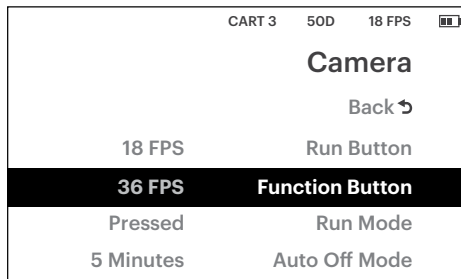 CART 3 50D 18 FPS
Camera
Back
18 FPS Run Button
36 FPS Function Button
Pressed Run Mode
5 Minutes Auto Off Mode